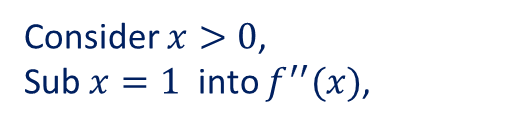 Consider 𝑥 > 0,
Sub 𝑥 = 1 into 𝑓′′(𝑥),